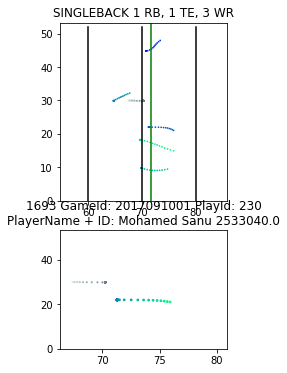 SINGLEBACK 1 RB, 1 TE, 3 WR
50
40
30
20
10
0
60 70 80
1693 GameId: 2017091001 PlayId: 230
PlayerName + ID: Mohamed Sanu 2533040.0
40
20
0
70 75 80